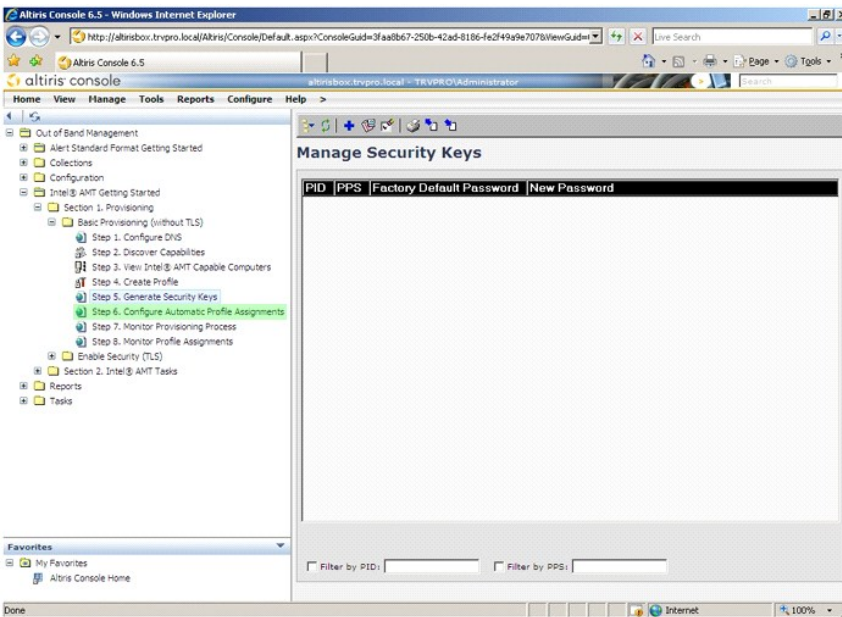 Altiris Console 6.5 - Windows Internet Explorer
http://altirisbox.trvpro.local/Altiris/Console/Default.aspx?ConsoleGuid=3faa8b67-250b-42ad-8186-fe2f49a9e707&ViewGuid=
Live Search
Altiris Console 6.5
Page
Tools
altiris console
altirisbox.trvpro.local - TRVPRO\Administrator
Search
Home View Manage Tools Reports Configure Help >
Out of Band Management
Alert Standard Format Getting Started
Collections
Configuration
Intel® AMT Getting Started
Section 1. Provisioning
Basic Provisioning (without TLS)
Step 1. Configure DNS
Step 2. Discover Capabilities
Step 3. View Intel® AMT Capable Computers
Step 4. Create Profile
Step 5. Generate Security Keys
Step 6. Configure Automatic Profile Assignments
Step 7. Monitor Provisioning Process
Step 8. Monitor Profile Assignments
Enable Security (TLS)
Section 2. Intel® AMT Tasks
Reports
Tasks
Manage Security Keys
PID PPS Factory Default Password New Password
Favorites
My Favorites
Altiris Console Home
Filter by PID:
Filter by PPS:
Done
Internet
100%